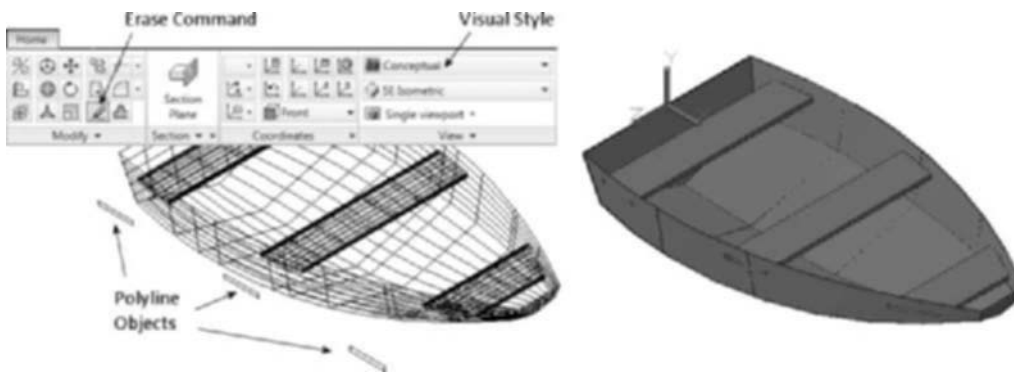 Erase Command
Visual Style
Home
Conceptual
SE Isometric
Section
Plane
Front
Single viewport
Modify
Section
Coordinates
View
Polyline
Objects
Y
Z